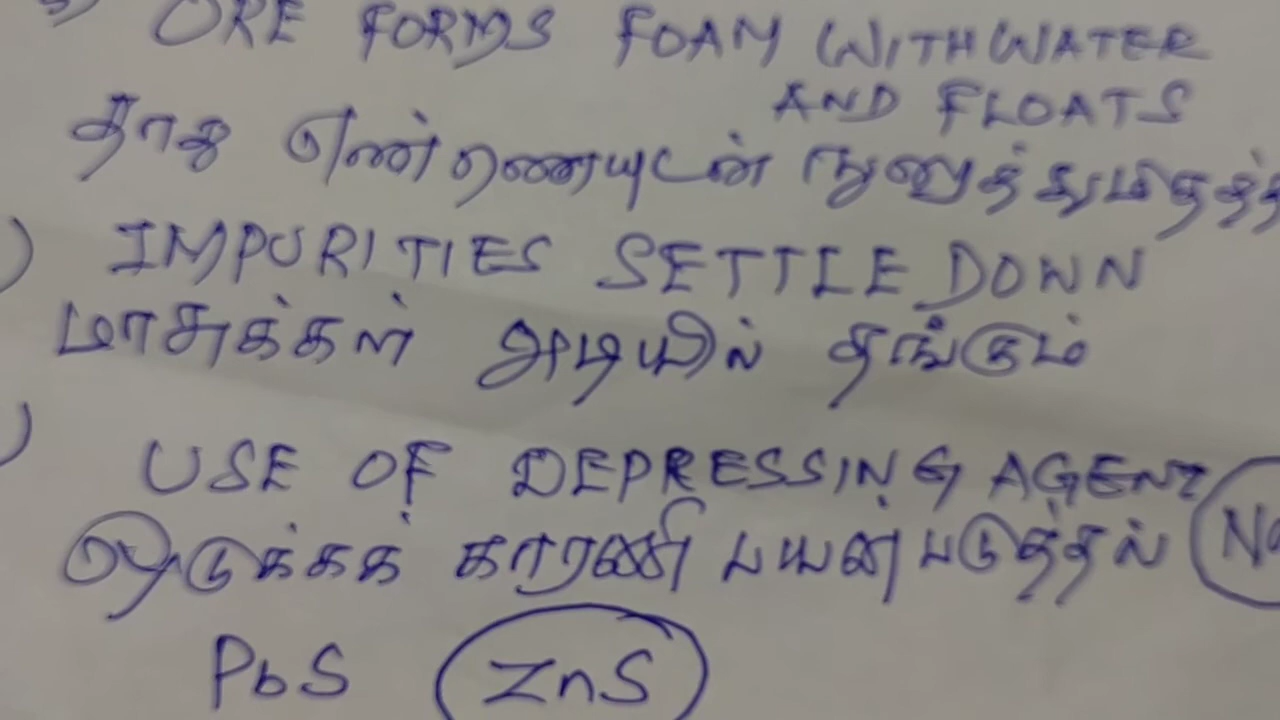 ORE FORMS FOAM WITH WATER
AND FLOATS
தாது எண்ணெயுடன்
IMPURITIES SETTLE DOWN
மாசுக்கள் அடியில் தங்கும்
USE OF DEPRESSING AGENT
ஒடுக்கக் காரணி பயன்படுத்தல்
PbS ZnS